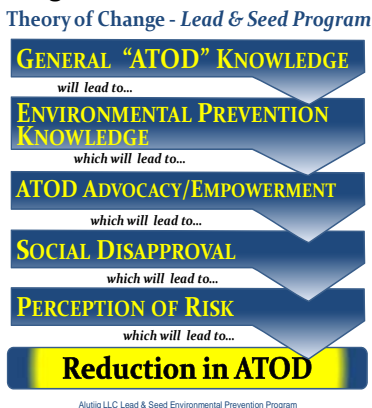 Theory of Change - Lead & Seed Program
GENERAL "ATOD" KNOWLEDGE
will lead to...
ENVIRONMENTAL PREVENTION
KNOWLEDGE
which will lead to...
ATOD ADVOCACY/EMPOWERMENT
which will lead to...
SOCIAL DISAPPROVAL
which will lead to...
PERCEPTION OF RISK
which will lead to...
Reduction in ATOD
Alutiiq LLC Lead & Seed Environmental Prevention Program